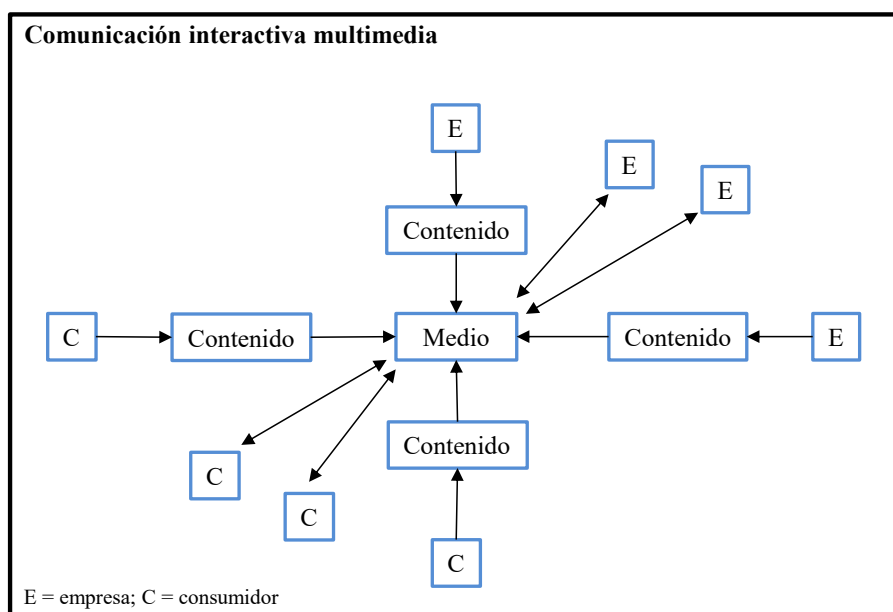 Comunicación interactiva multimedia
E
E
E
Contenido
C
Contenido
Medio
Contenido
E
Contenido
C
C
C
E = empresa; C = consumidor